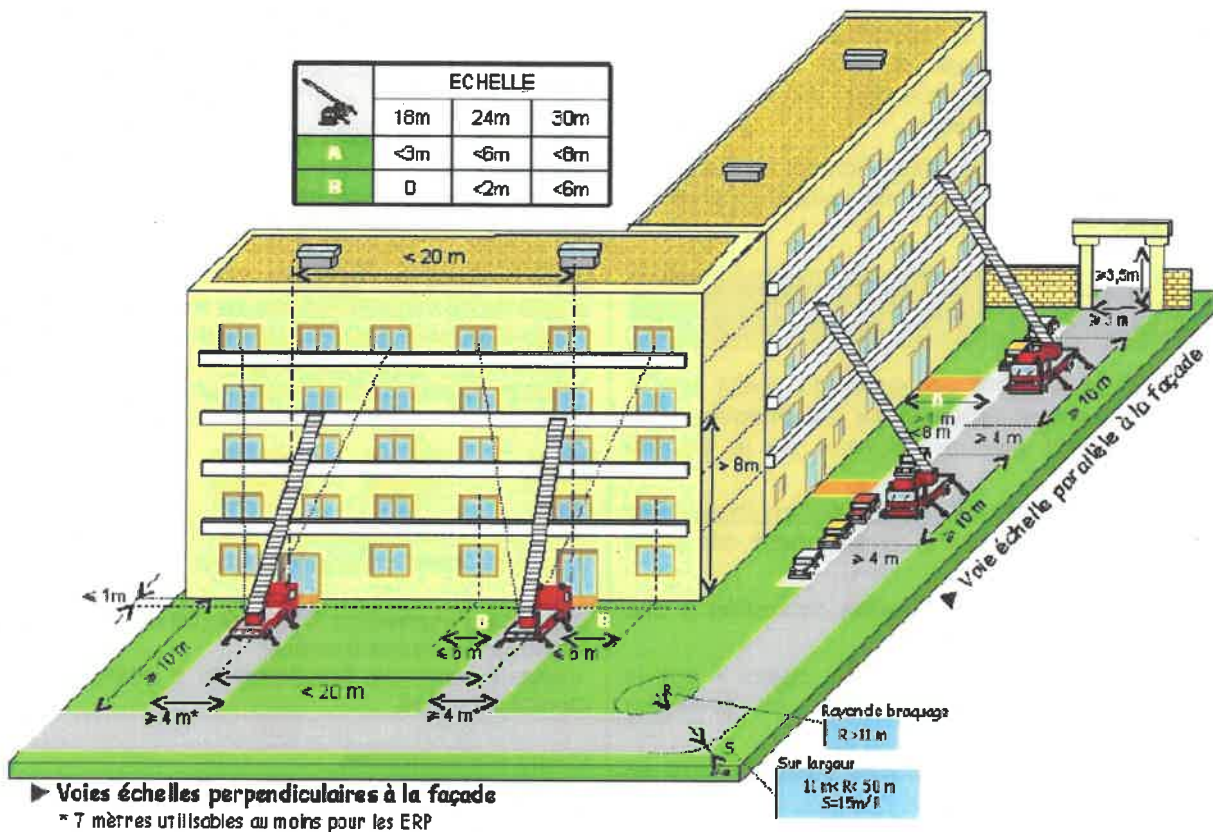 ECHELLE
18m 24m 30m
A <3m <6m <8m
B 0 <2m <6m
< 20 m
≥3,5m
≥ 3 m
A
> 1 m
< 8 m
≥ 4 m
≥ 10 m
> 8m
≥ 10 m
≥ 4 m
Voie échelle parallèle à la façade
≤ 1m
≥ 10 m
B
B
≤ 6 m
≤ 6 m
< 20 m
≥ 4 m*
≥ 4 m*
R
S
Rayon de braquage
R >11 m
Sur largeur
11 m< R< 50 m
S=15m/R
Voies échelles perpendiculaires à la façade
* 7 mètres utilisables au moins pour les ERP